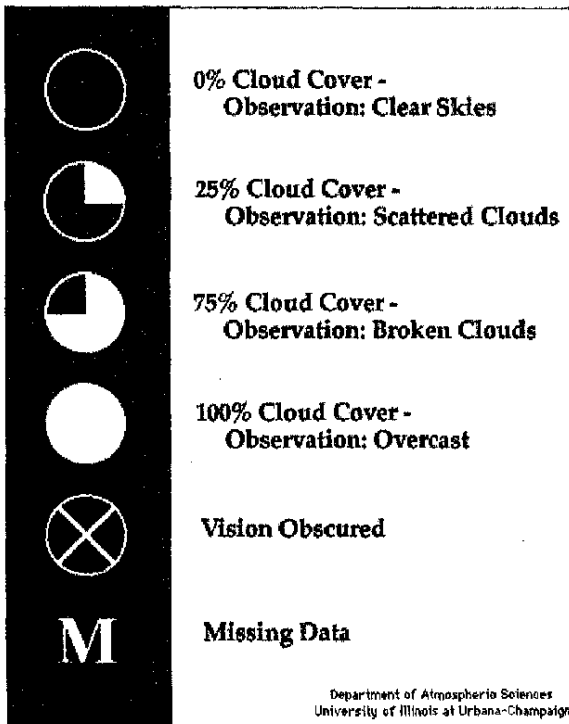 0% Cloud Cover -
Observation: Clear Skies
25% Cloud Cover -
Observation: Scattered Clouds
75% Cloud Cover -
Observation: Broken Clouds
100% Cloud Cover -
Observation: Overcast
Vision Obscured
M
Missing Data
Department of Atmospheric Sciences
University of Illinois at Urbana-Champaign